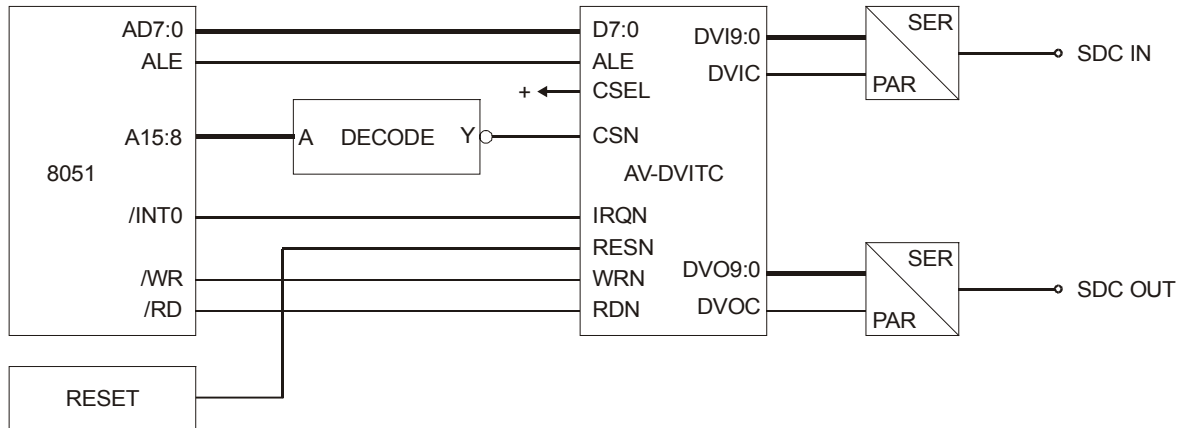 8051
AD7:0
ALE
A15:8
/INT0
/WR
/RD
RESET
A DECODE Y
+
AV-DVITC
D7:0
ALE
CSEL
CSN
IRQN
RESN
WRN
RDN
DVI9:0
DVIC
DVO9:0
DVOC
SER
PAR
SDC IN
SER
PAR
SDC OUT